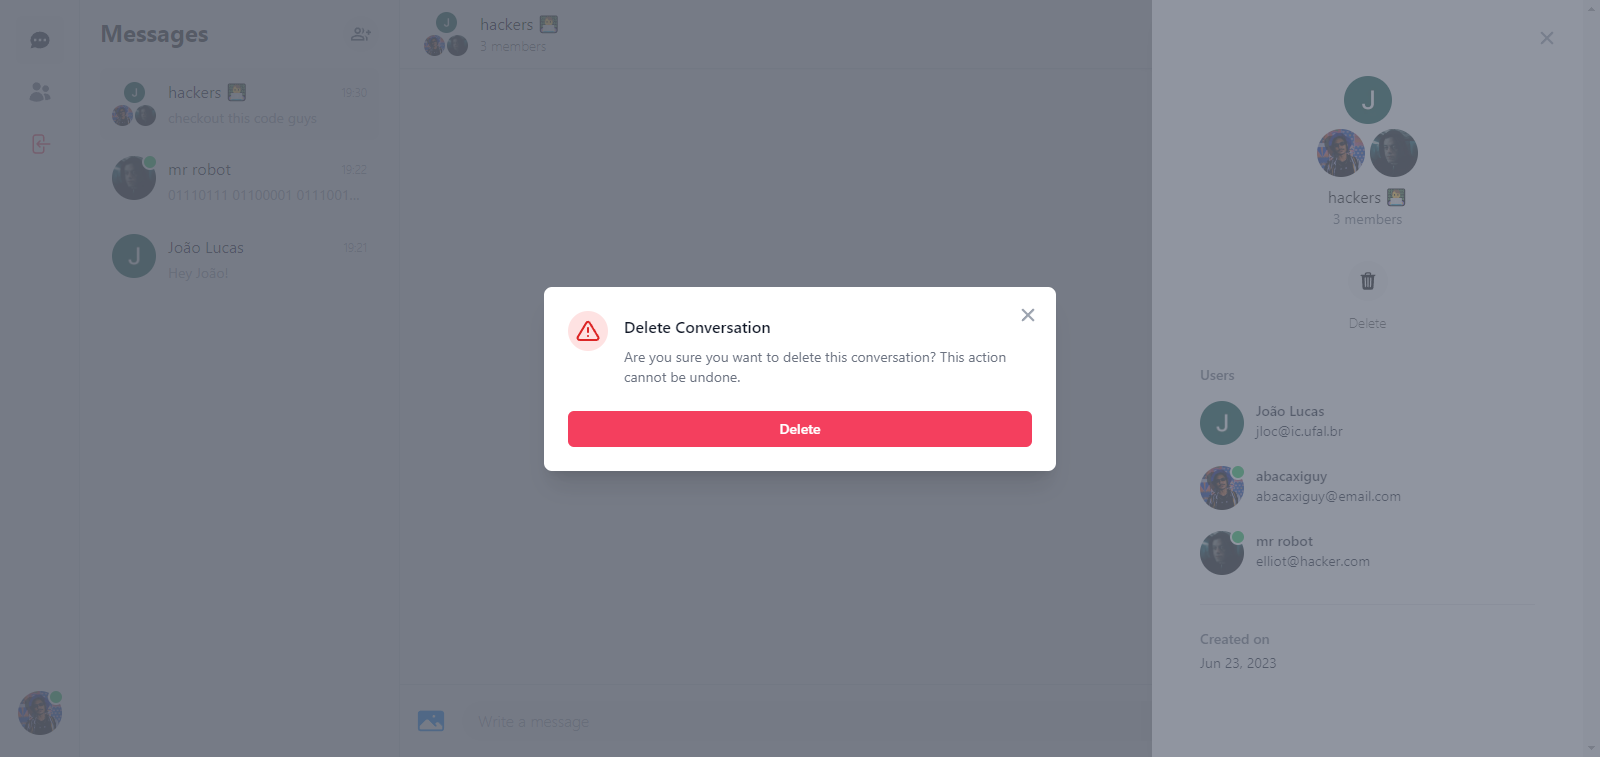 Messages
J
hackers
19:30
checkout this code guys
mr robot
19:22
01110111 01100001 0111001...
J
João Lucas
19:21
Hey João!
J
hackers
3 members
Write a message
Delete Conversation
Are you sure you want to delete this conversation? This action
cannot be undone.
Delete
J
hackers
3 members
Delete
Users
J
João Lucas
jloc@ic.ufal.br
abacaxiguy
abacaxiguy@email.com
mr robot
elliot@hacker.com
Created on
Jun 23, 2023